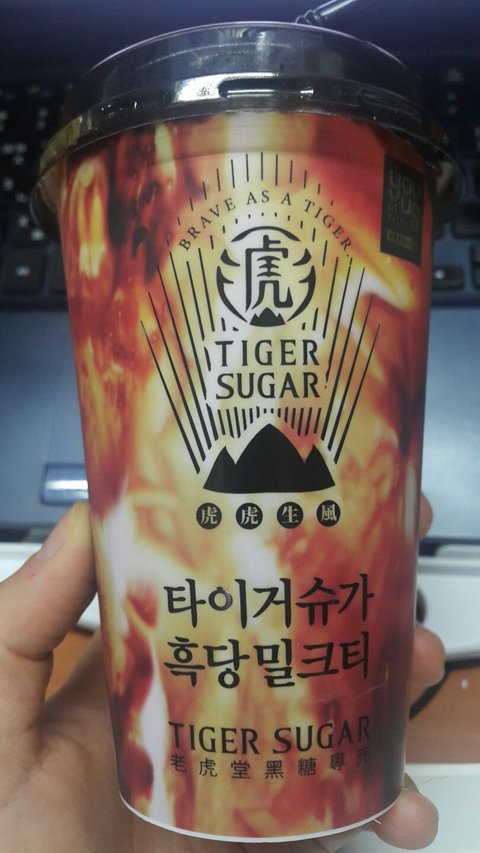 BRAVE AS A TIGER.
虎
TIGER
SUGAR
虎虎生風
타이거슈가
흑당밀크티
TIGER SUGAR
老虎堂黑糖專売